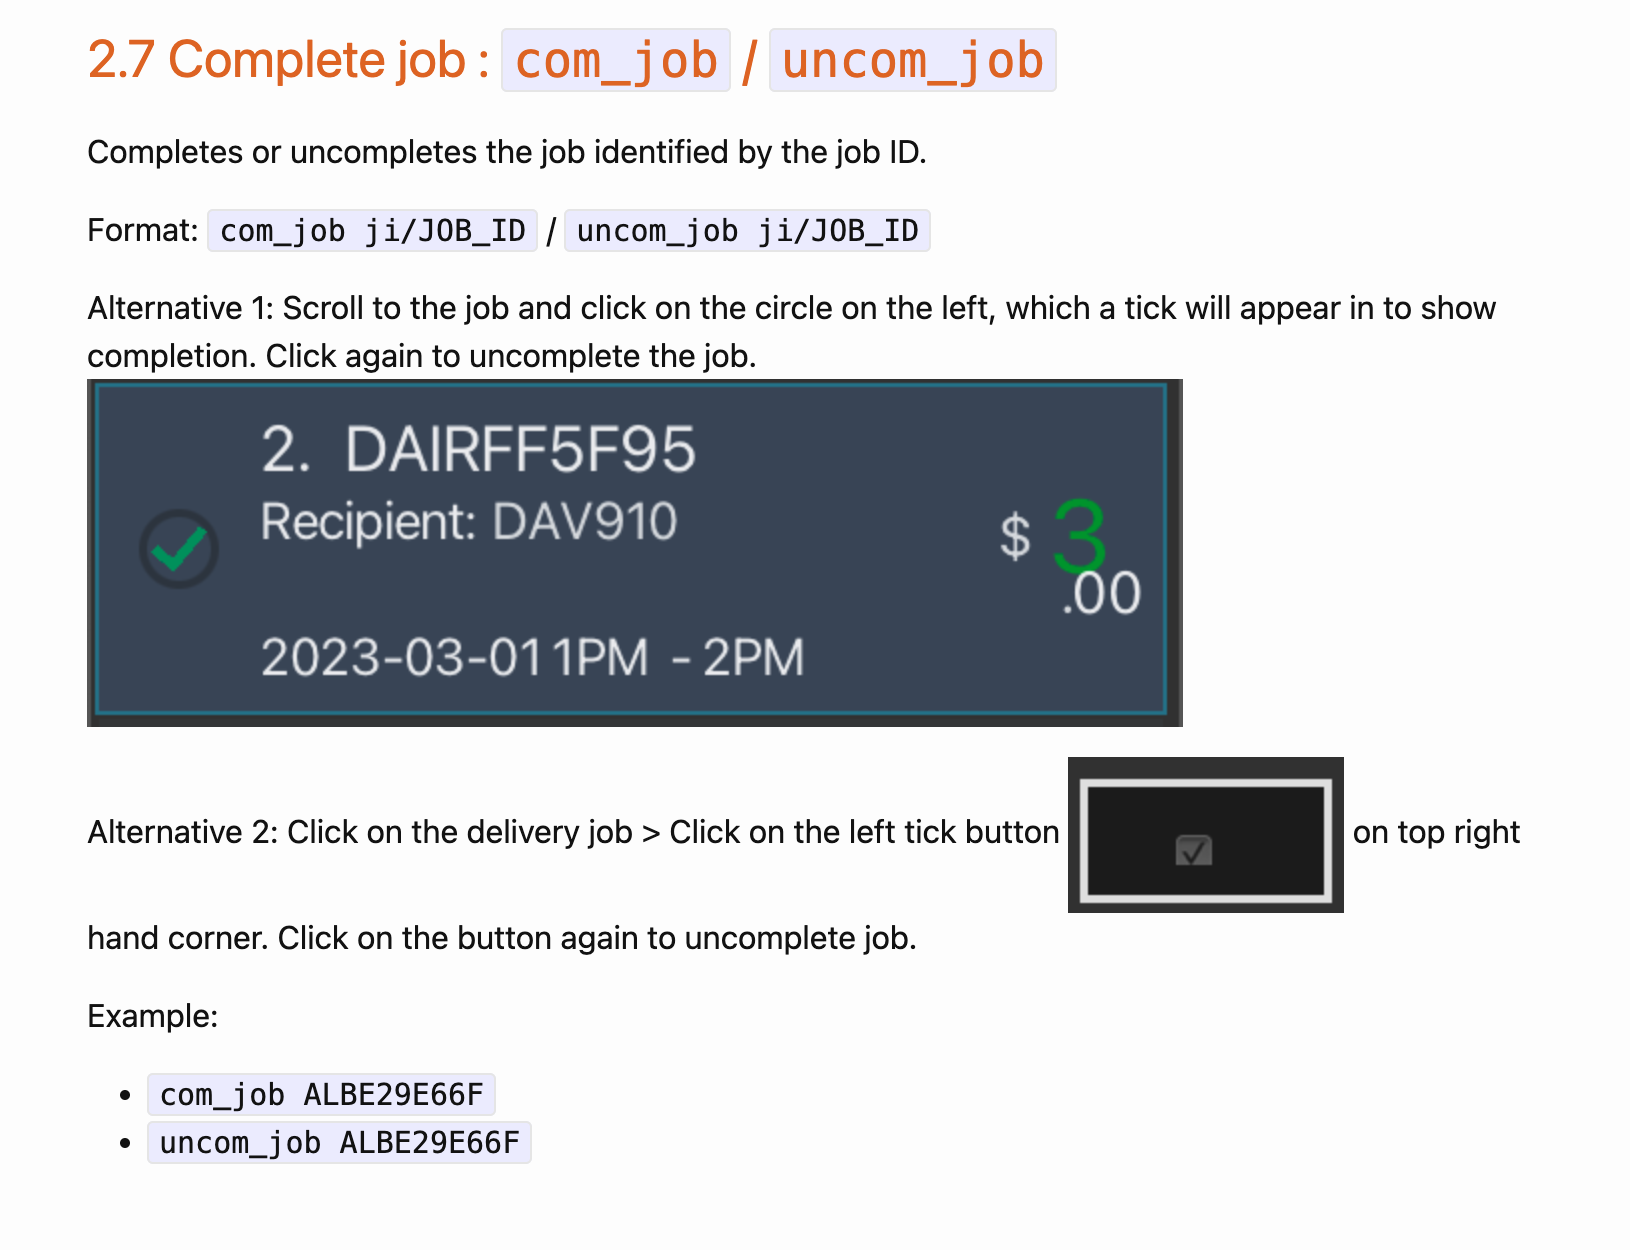 2.7 Complete job : com_job / uncom_job
Completes or uncompletes the job identified by the job ID.
Format: com_job ji/JOB_ID / uncom_job ji/JOB_ID
Alternative 1: Scroll to the job and click on the circle on the left, which a tick will appear in to show
completion. Click again to uncomplete the job.
2. DAIRFF5F95
Recipient: DAV910
$ 3
.00
2023-03-01 1PM - 2PM
Alternative 2: Click on the delivery job > Click on the left tick button on top right
hand corner. Click on the button again to uncomplete job.
Example:
• com_job ALBE29E66F
• uncom_job ALBE29E66F